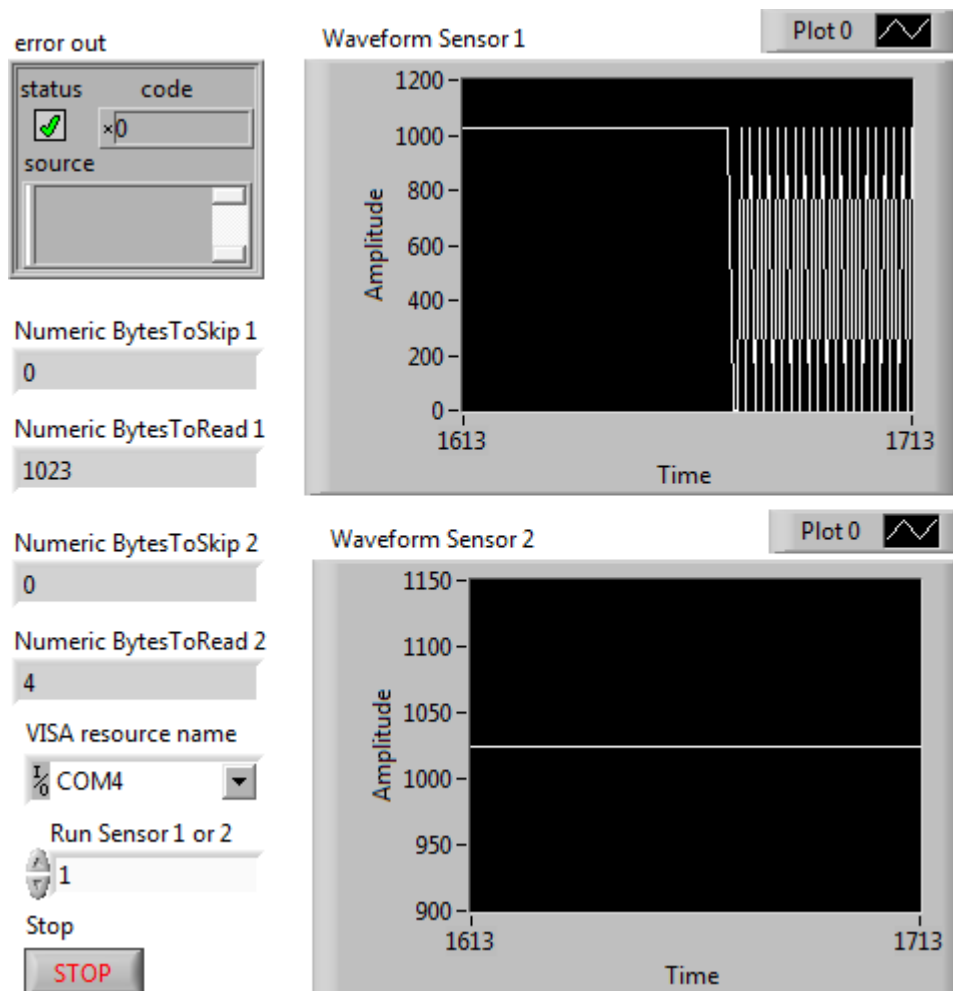 error out
status code
×0
source
Numeric BytesToSkip 1
0
Numeric BytesToRead 1
1023
Numeric BytesToSkip 2
0
Numeric BytesToRead 2
4
VISA resource name
I/0 COM4
Run Sensor 1 or 2
1
Stop
STOP
Waveform Sensor 1
Plot 0
1200
1000
800
600
400
200
0
Amplitude
1613 1713
Time
Waveform Sensor 2
Plot 0
1150
1100
1050
1000
950
900
Amplitude
1613 1713
Time